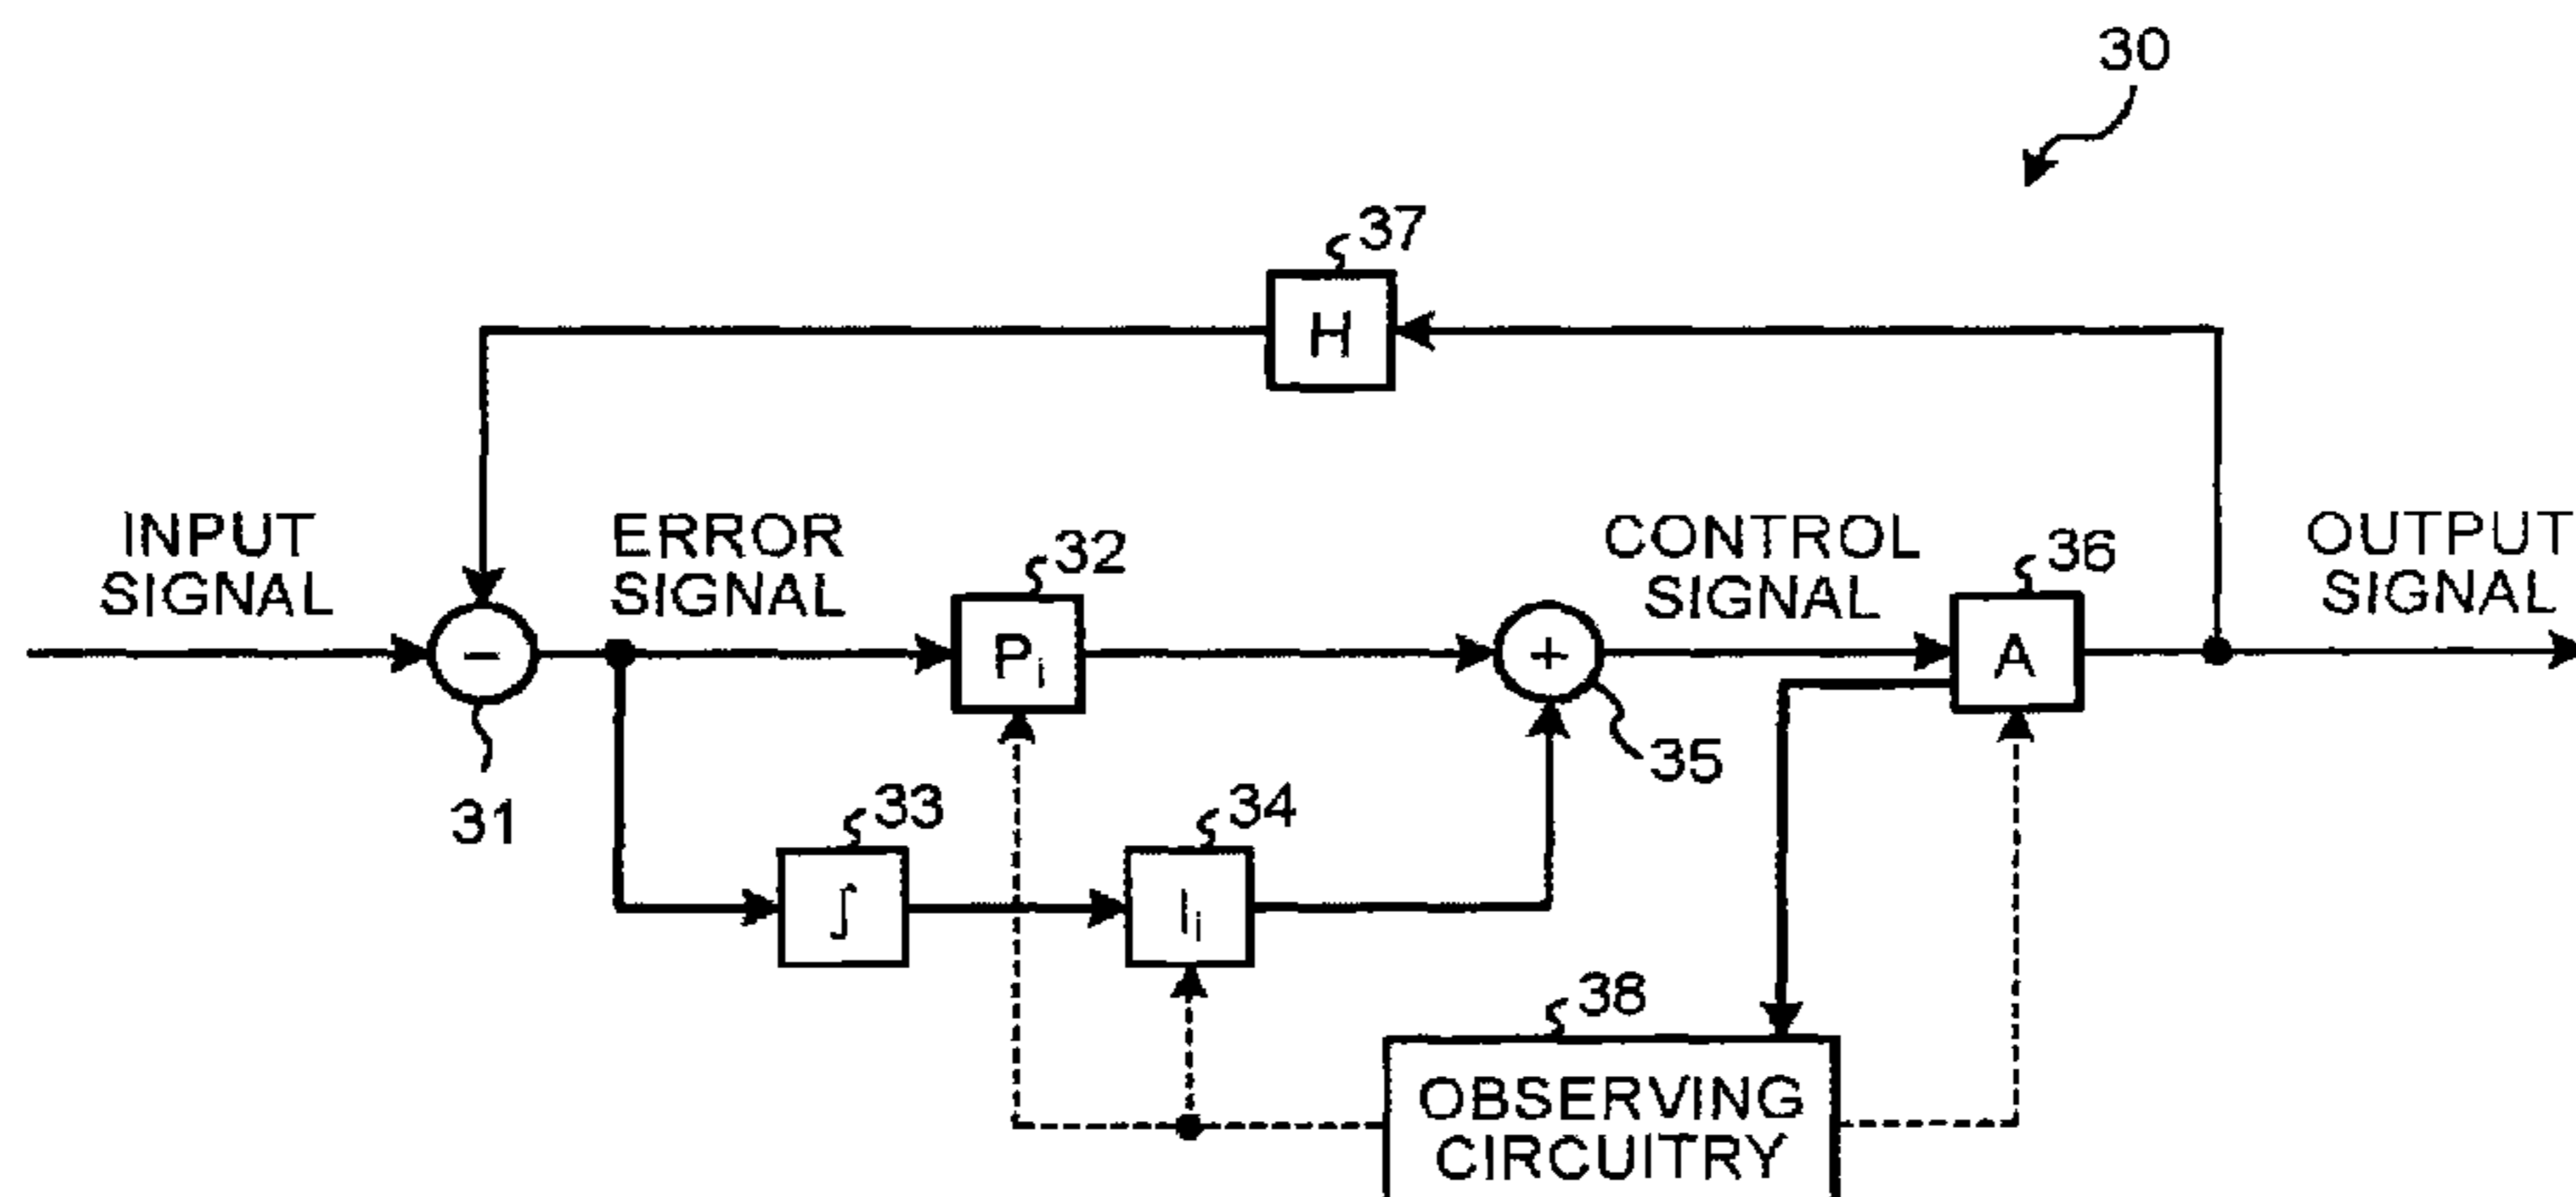 30
37
H
INPUT
SIGNAL
ERROR
SIGNAL
32
CONTROL
SIGNAL
36
OUTPUT
SIGNAL
−
Pᵢ
+
A
31
33
34
35
∫
Iᵢ
38
OBSERVING
CIRCUITRY